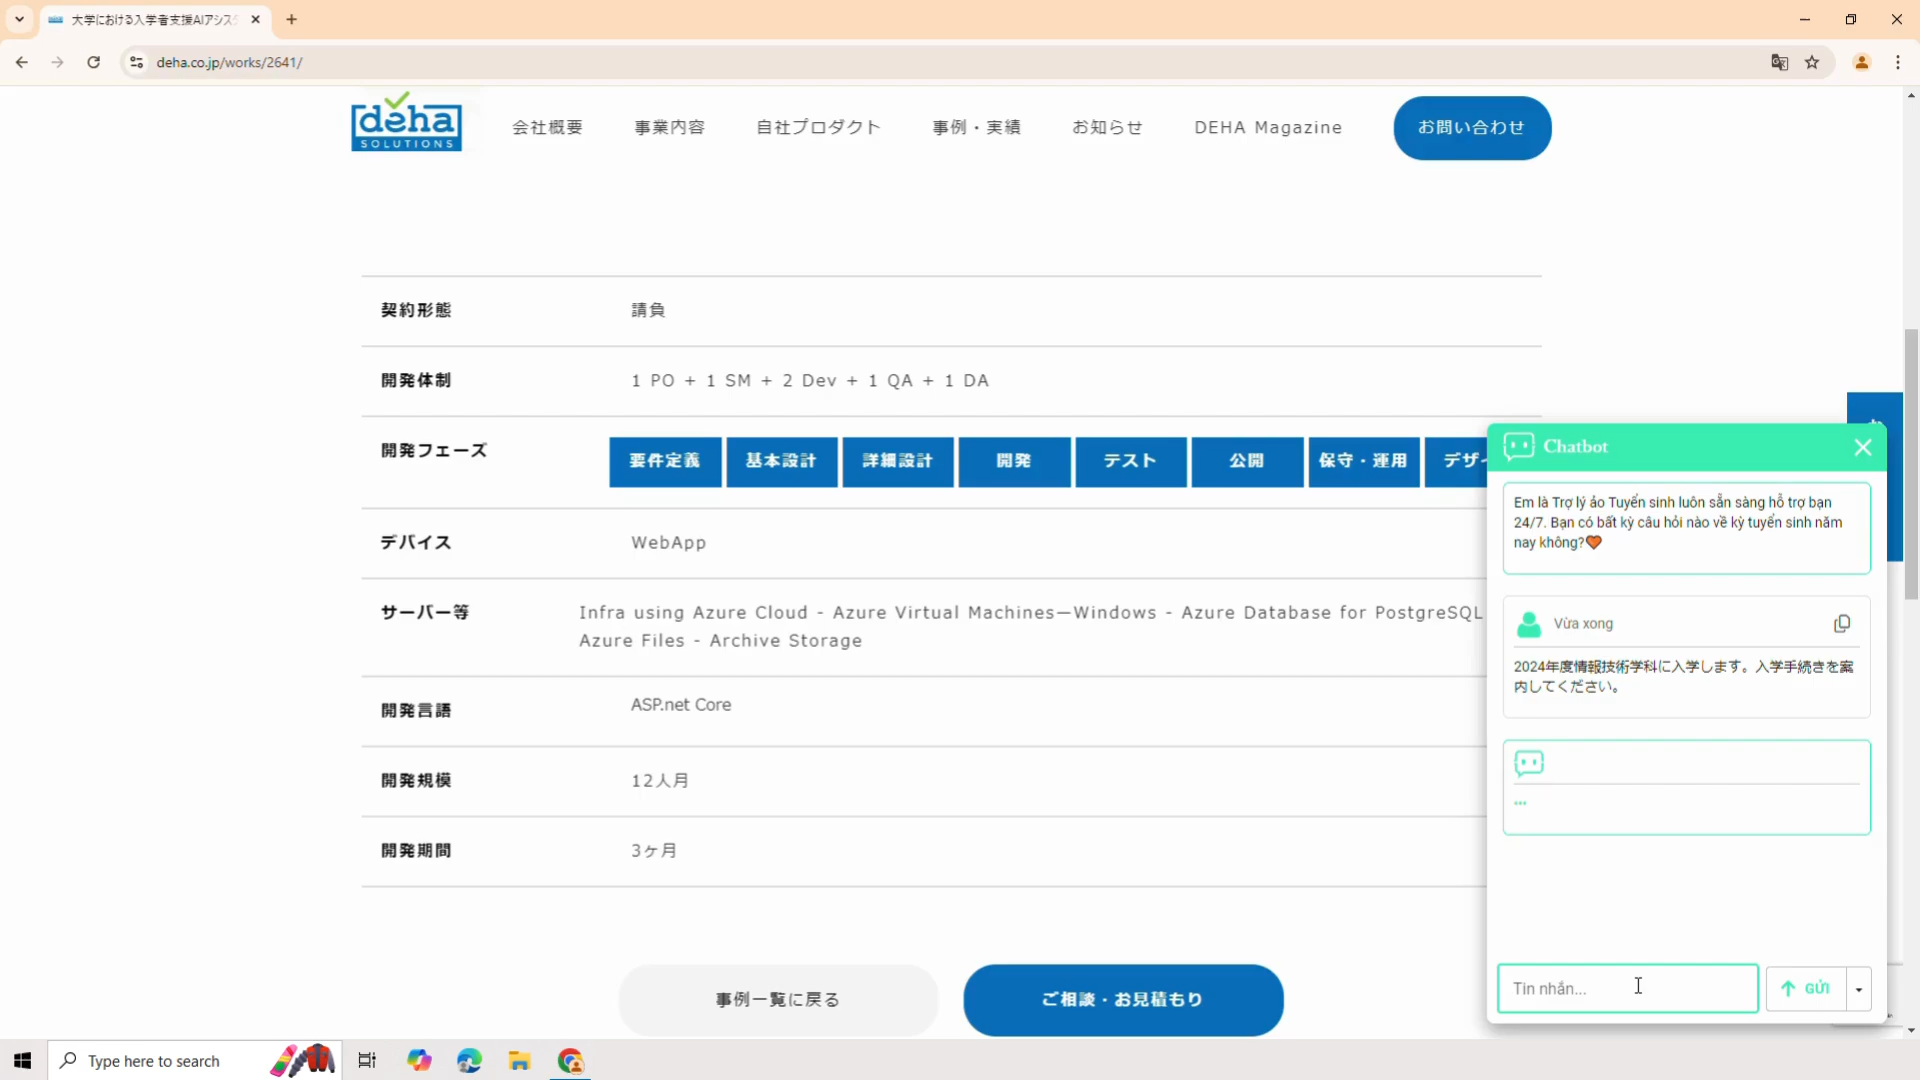 大学における入学者支援AIアシス
deha.co.jp/works/2641/
deha
SOLUTIONS
会社概要
事業内容
自社プロダクト
事例・実績
お知らせ
DEHA Magazine
お問い合わせ
契約形態
請負
開発体制
1 PO + 1 SM + 2 Dev + 1 QA + 1 DA
開発フェーズ
要件定義
基本設計
詳細設計
開発
テスト
公開
保守・運用
デザ
デバイス
WebApp
サーバー等
Infra using Azure Cloud - Azure Virtual Machines—Windows - Azure Database for PostgreSQL
Azure Files - Archive Storage
開発言語
ASP.net Core
開発規模
12人月
開発期間
3ヶ月
事例一覧に戻る
ご相談・お見積もり
Chatbot
Em là Trợ lý ảo Tuyển sinh luôn sẵn sàng hỗ trợ bạn
24/7. Bạn có bất kỳ câu hỏi nào về kỳ tuyển sinh năm
nay không?🧡
Vừa xong
2024年度情報技術学科に入学します。入学手続きを案
内してください。
...
Tin nhắn...
GỬI
Type here to search